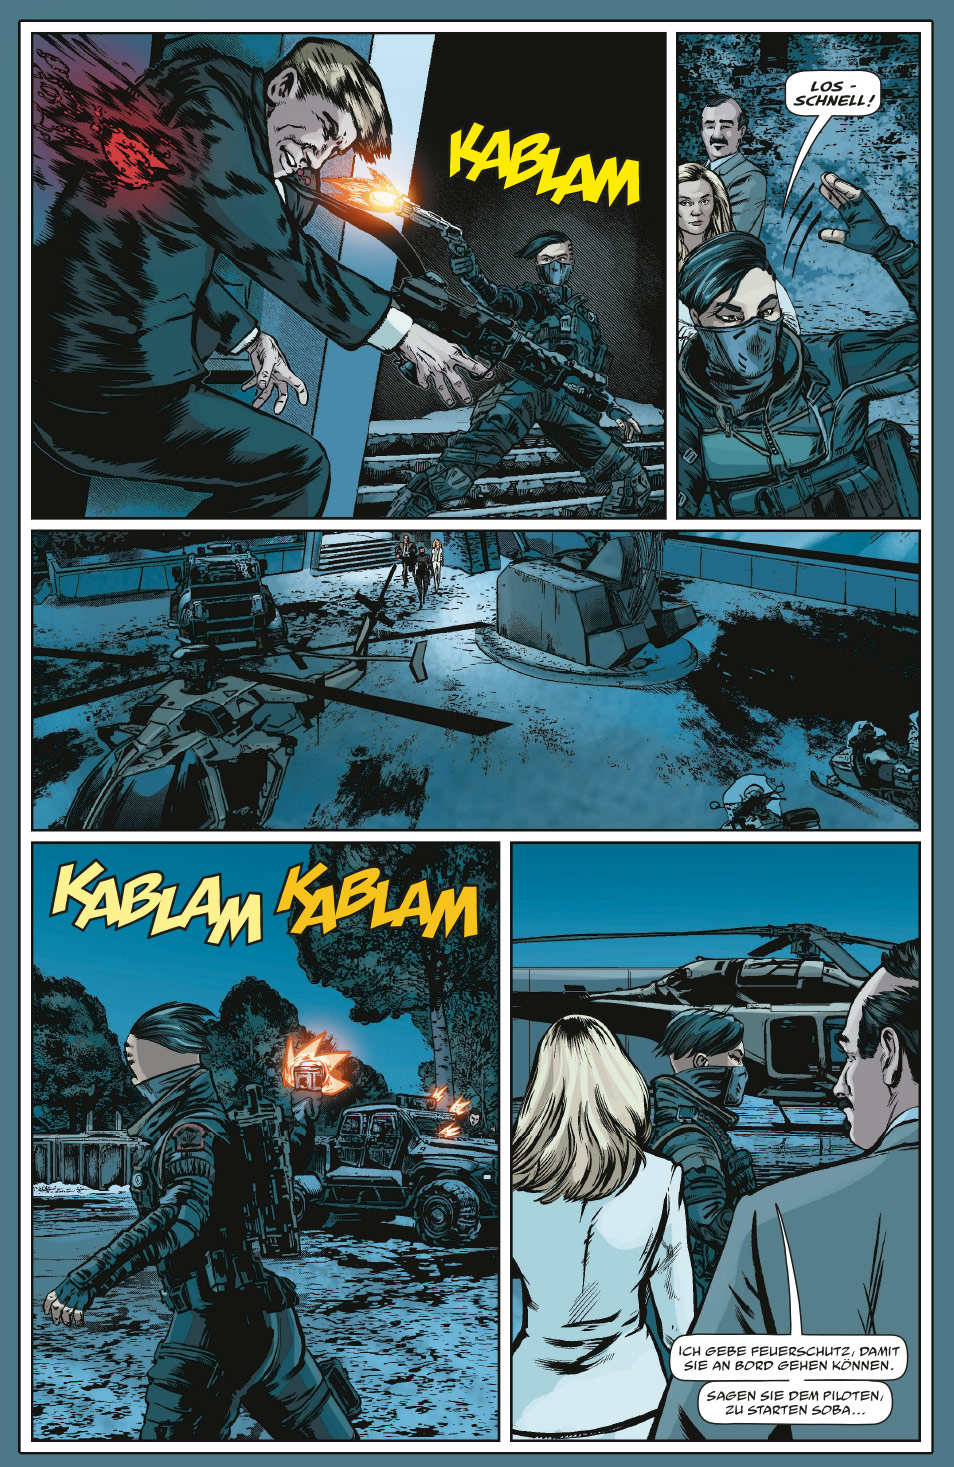 KABLAM
LOS -
SCHNELL!
KABLAM KABLAM
ICH GEBE FEUERSCHUTZ, DAMIT
SIE AN BORD GEHEN KÖNNEN.
SAGEN SIE DEM PILOTEN,
ZU STARTEN SOBA...